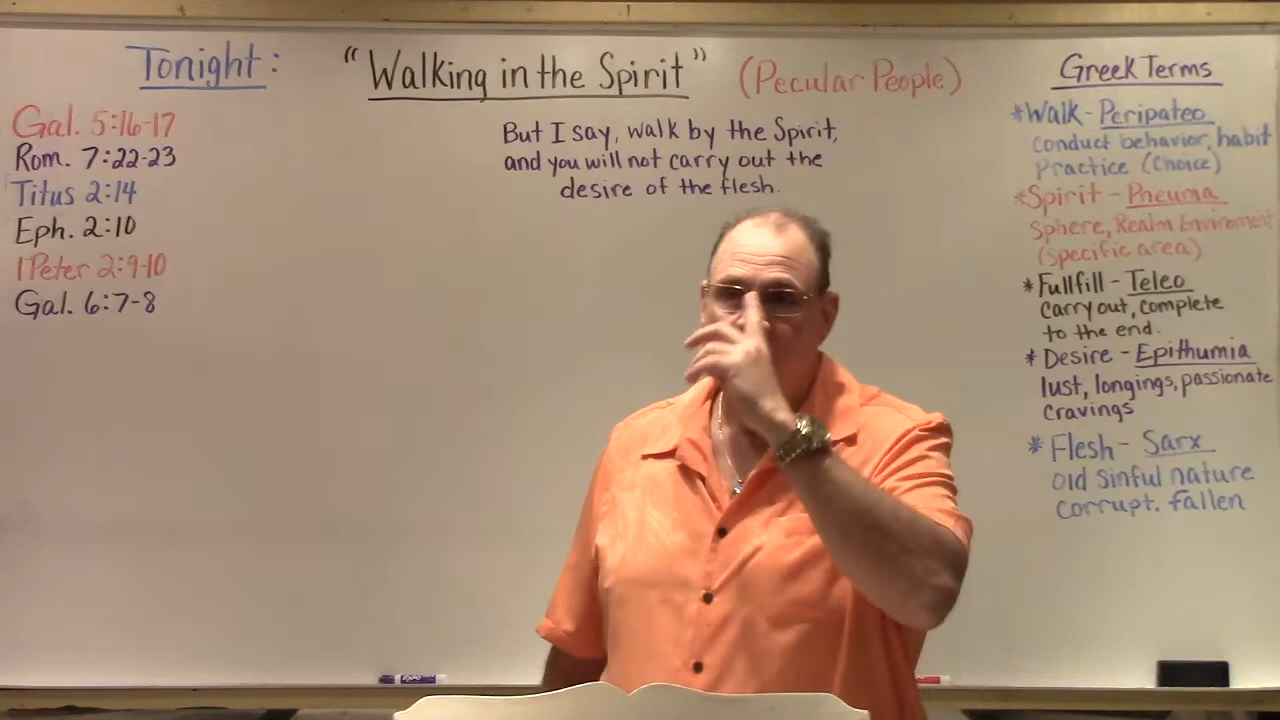 Tonight: "Walking in the Spirit" (Pecular People)
Gal. 5:16-17
Rom. 7:22-23
Titus 2:14
Eph. 2:10
1 Peter 2:9-10
Gal. 6:7-8
But I say, walk by the Spirit,
and you will not carry out the
desire of the flesh.
Greek Terms
*Walk - Peripateo
conduct behavior, habit
Practice (Choice)
*Spirit - Pneuma
Sphere, Realm Enviroment
(specific area)
*Fullfill - Teleo
carry out, complete
to the end.
*Desire - Epithumia
lust, longings, passionate
cravings
*Flesh - Sarx
old sinful nature
corrupt. fallen
EXPO